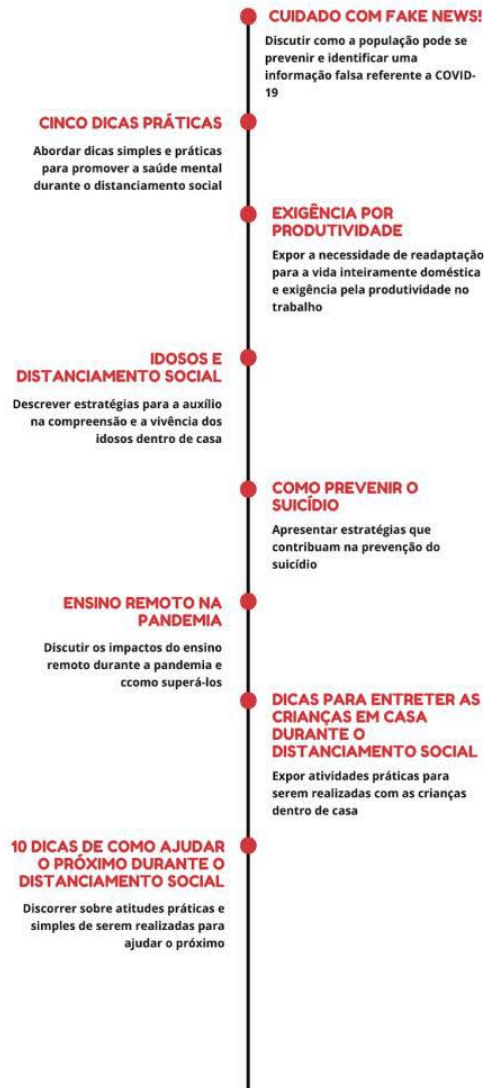 CUIDADO COM FAKE NEWS!
Discutir como a população pode se
prevenir e identificar uma
informação falsa referente a COVID-
19
CINCO DICAS PRÁTICAS
Abordar dicas simples e práticas
para promover a saúde mental
durante o distanciamento social
EXIGÊNCIA POR
PRODUTIVIDADE
Expor a necessidade de readaptação
para a vida inteiramente doméstica
e exigência pela produtividade no
trabalho
IDOSOS E
DISTANCIAMENTO SOCIAL
Descrever estratégias para a auxílio
na compreensão e a vivência dos
idosos dentro de casa
COMO PREVENIR O
SUICÍDIO
Apresentar estratégias que
contribuam na prevenção do
suicídio
ENSINO REMOTO NA
PANDEMIA
Discutir os impactos do ensino
remoto durante a pandemia e
ccomo superá-los
DICAS PARA ENTRETER AS
CRIANÇAS EM CASA
DURANTE O
DISTANCIAMENTO SOCIAL
Expor atividades práticas para
serem realizadas com as crianças
dentro de casa
10 DICAS DE COMO AJUDAR
O PRÓXIMO DURANTE O
DISTANCIAMENTO SOCIAL
Discorrer sobre atitudes práticas e
simples de serem realizadas para
ajudar o próximo